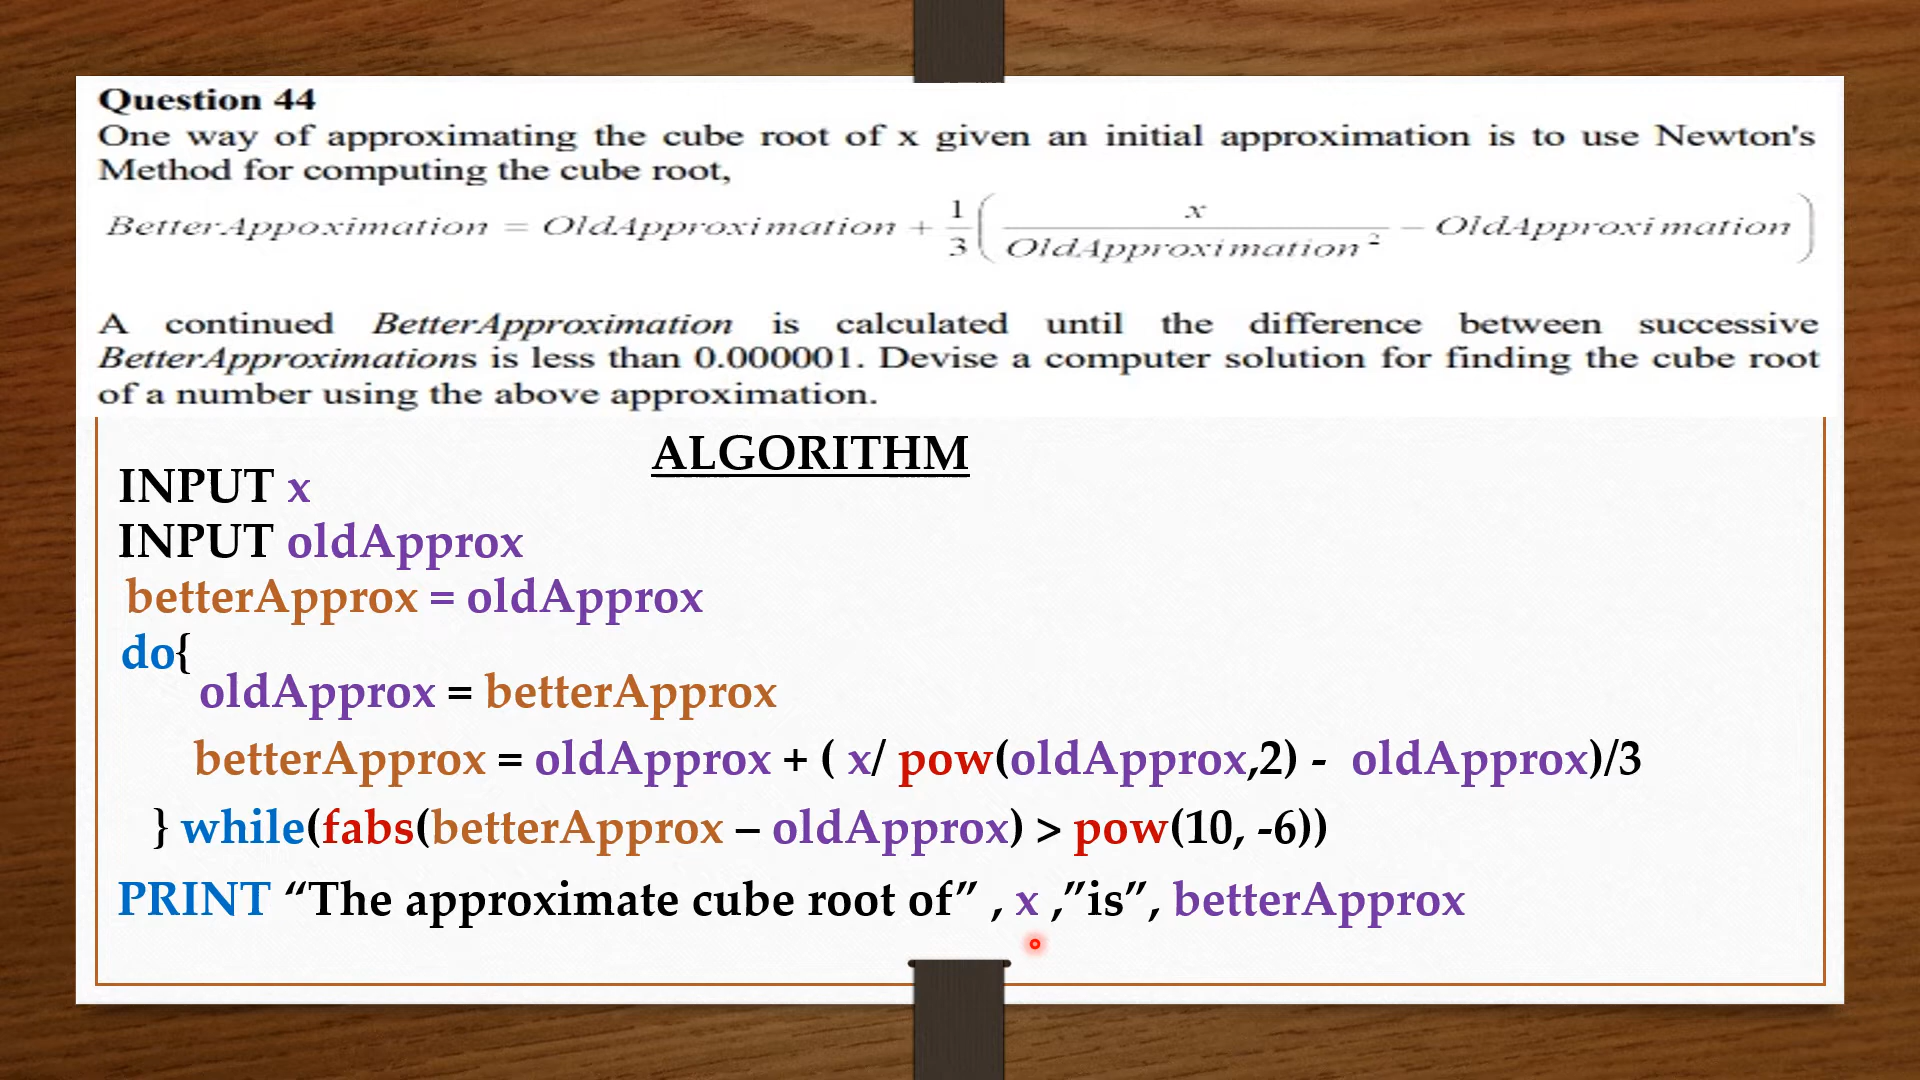 Question 44
One way of approximating the cube root of x given an initial approximation is to use Newton's
Method for computing the cube root,
BetterAppoximation = OldApproximation + 1/3 ( x / OldApproximation² − OldApproximation )
A continued BetterApproximation is calculated until the difference between successive
BetterApproximations is less than 0.000001. Devise a computer solution for finding the cube root
of a number using the above approximation.
ALGORITHM
INPUT x
INPUT oldApprox
betterApprox = oldApprox
do{
oldApprox = betterApprox
betterApprox = oldApprox + ( x/ pow(oldApprox,2) - oldApprox)/3
} while(fabs(betterApprox – oldApprox) > pow(10, -6))
PRINT “The approximate cube root of” , x ,”is”, betterApprox